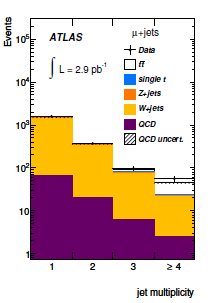 μ+jets
Events
ATLAS
∫ L = 2.9 pb⁻¹
Data
tt̄
single t
Z+jets
W+jets
QCD
QCD uncert.
10⁵
10⁴
10³
10²
10
1
1 2 3 ≥ 4
jet multiplicity